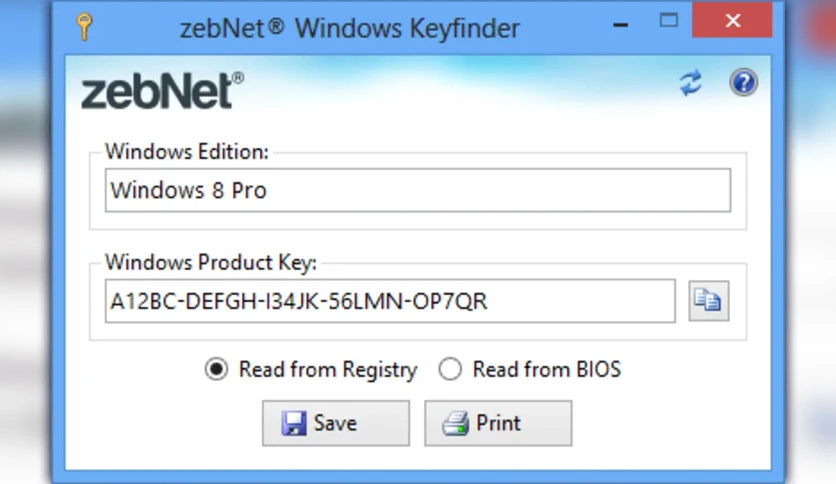 zebNet® Windows Keyfinder
zebNet®
Windows Edition:
Windows 8 Pro
Windows Product Key:
A12BC-DEFGH-I34JK-56LMN-OP7QR
Read from Registry Read from BIOS
Save Print